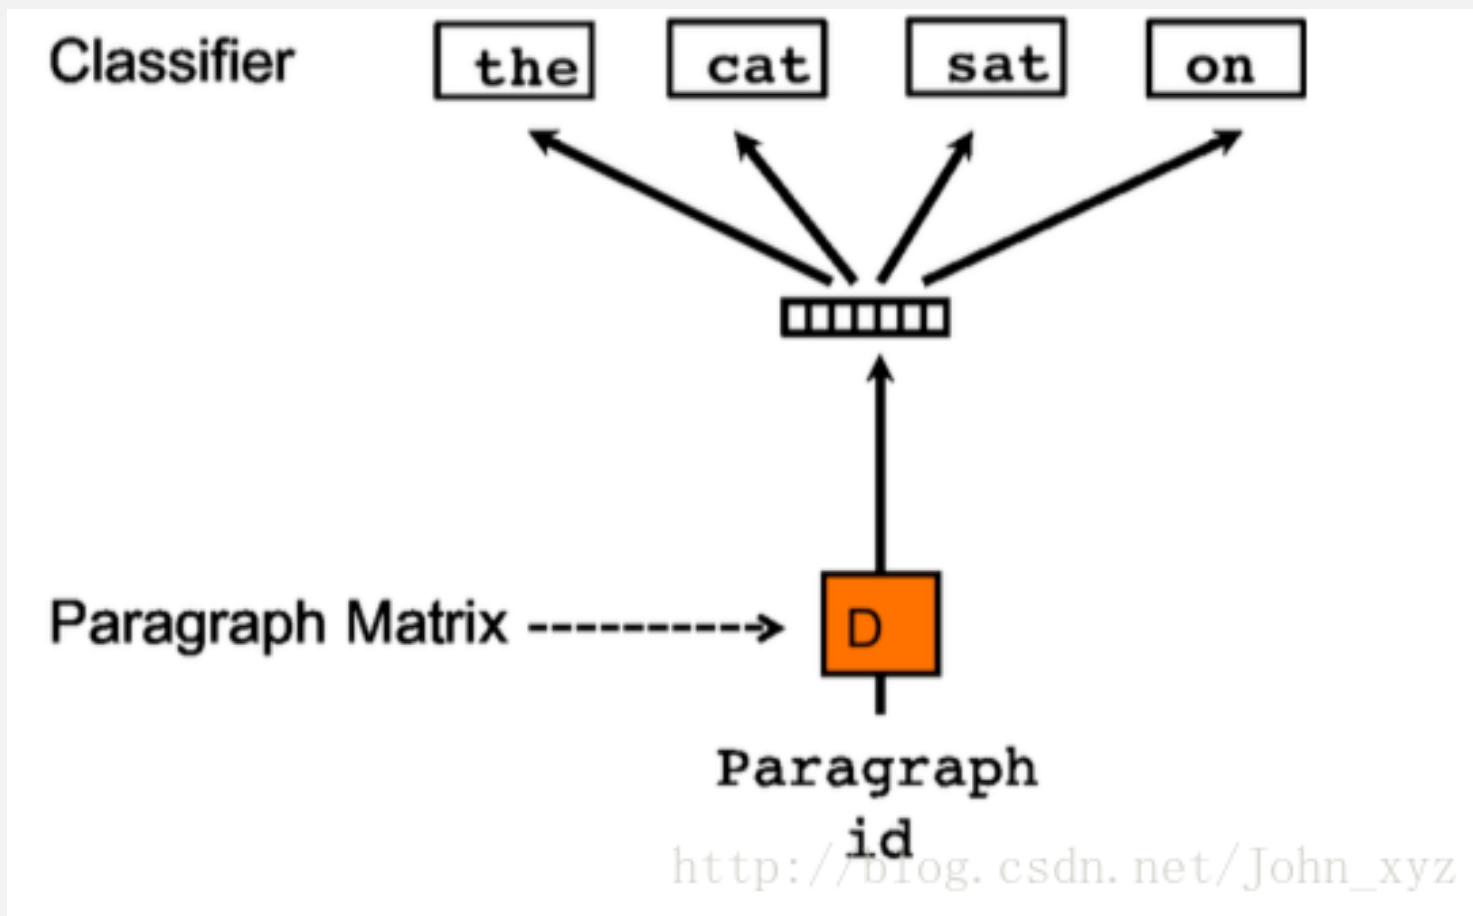 Classifier the cat sat on
Paragraph Matrix D
Paragraph
id
http://blog.csdn.net/John_xyz